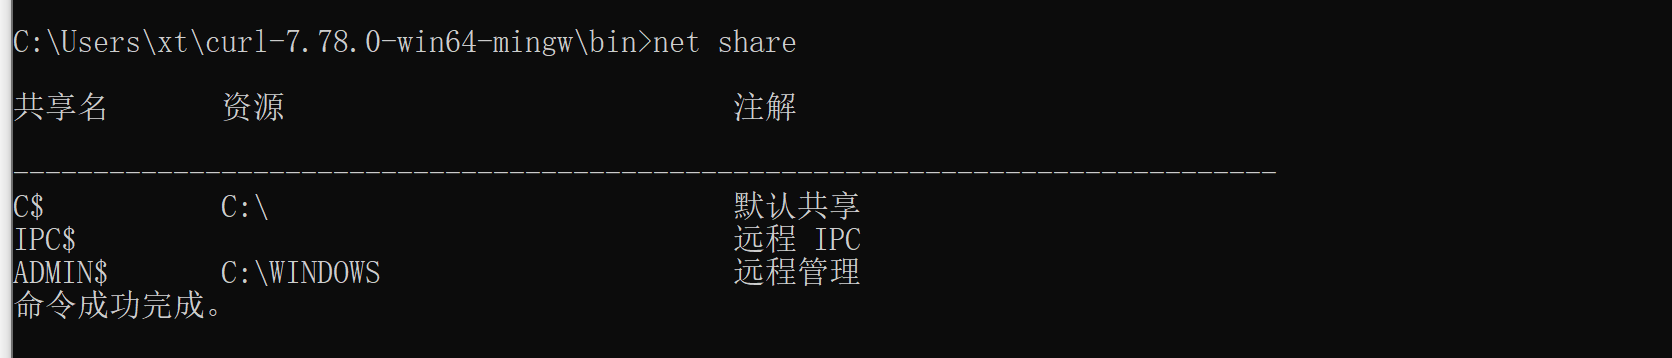 C:\Users\xt\curl-7.78.0-win64-mingw\bin>net share
共享名 资源 注解
-------------------------------------------------------------------------------
C$ C:\ 默认共享
IPC$ 远程 IPC
ADMIN$ C:\WINDOWS 远程管理
命令成功完成。